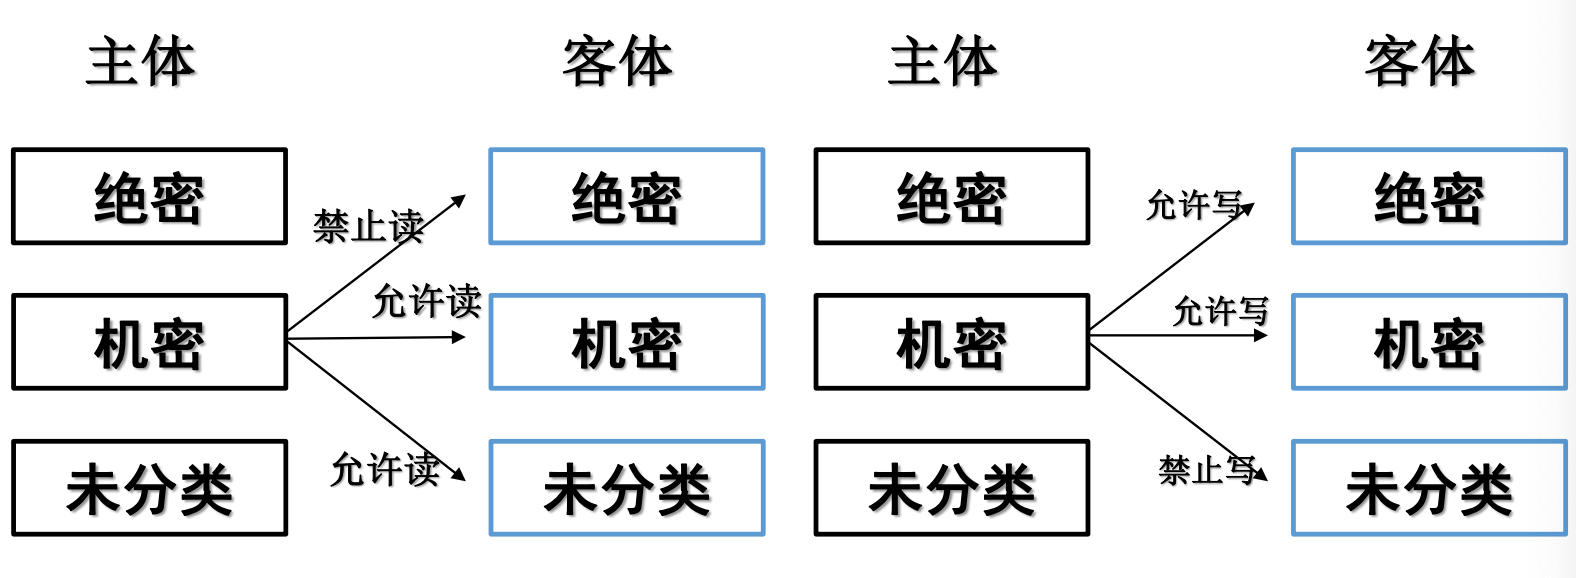 主体 客体 主体 客体
绝密 绝密 绝密 绝密
禁止读 允许写
允许读 允许写
机密 机密 机密 机密
允许读 禁止写
未分类 未分类 未分类 未分类